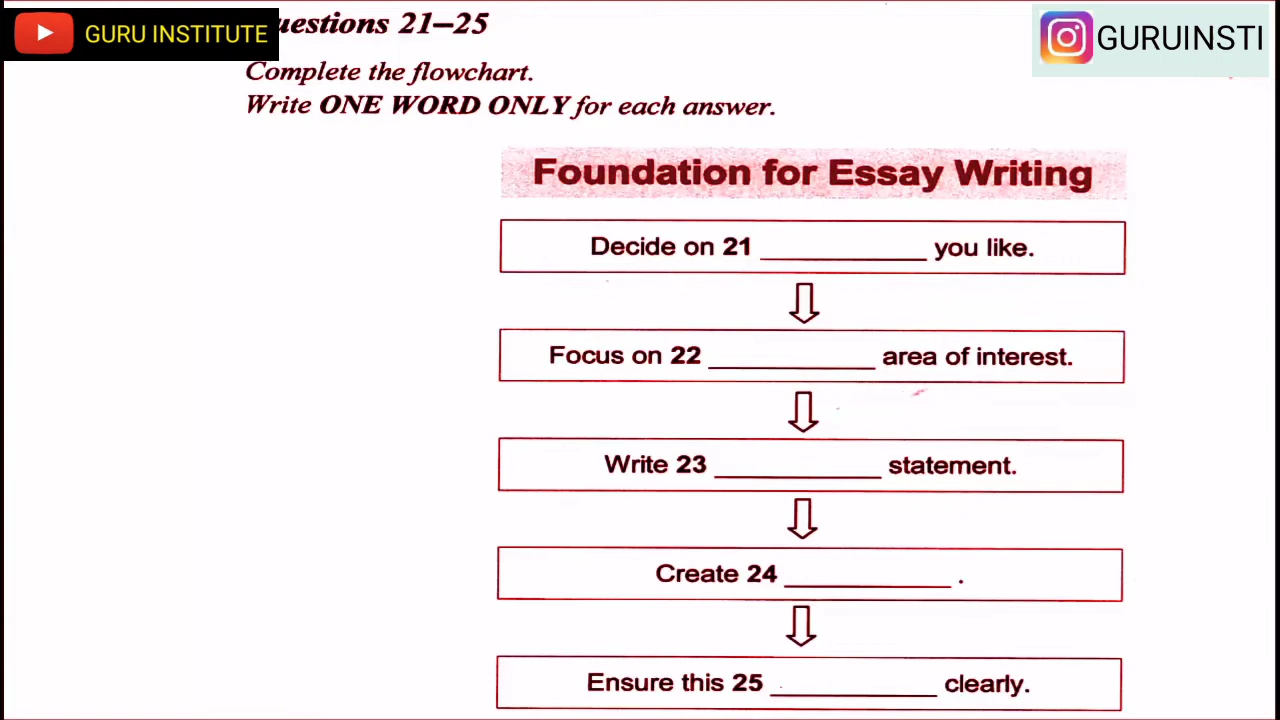 GURU INSTITUTE
uestions 21–25
GURUINSTI
Complete the flowchart.
Write ONE WORD ONLY for each answer.
Foundation for Essay Writing
Decide on 21 ____________ you like.
Focus on 22 ____________ area of interest.
Write 23 ____________ statement.
Create 24 ____________ .
Ensure this 25 ____________ clearly.